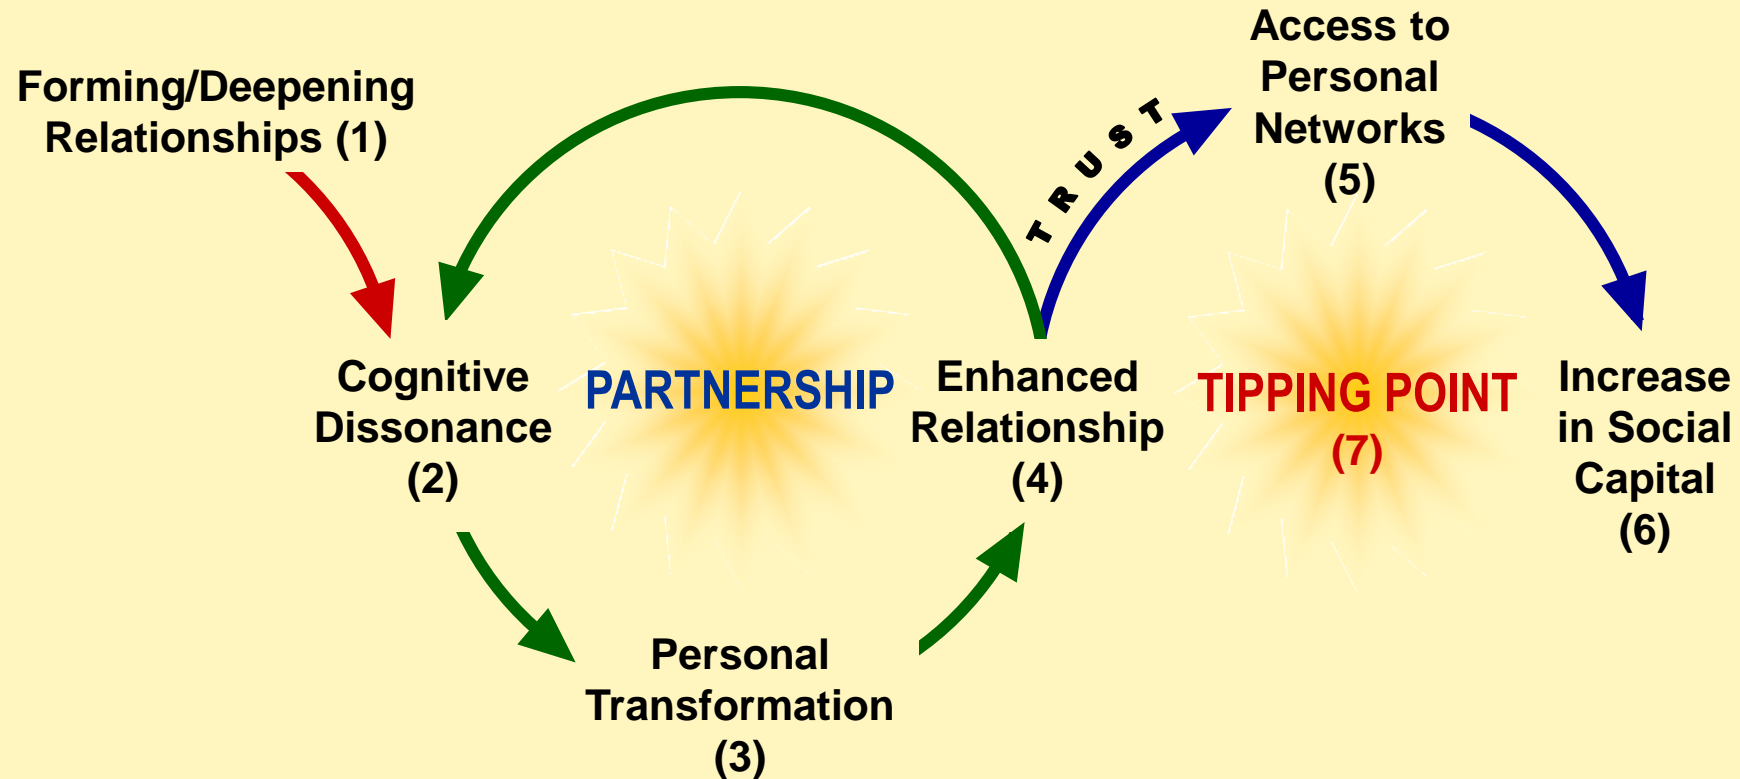 Forming/Deepening
Relationships (1)
Cognitive
Dissonance
(2)
Personal
Transformation
(3)
PARTNERSHIP
Enhanced
Relationship
(4)
TRUST
Access to
Personal
Networks
(5)
Increase
in Social
Capital
(6)
TIPPING POINT
(7)